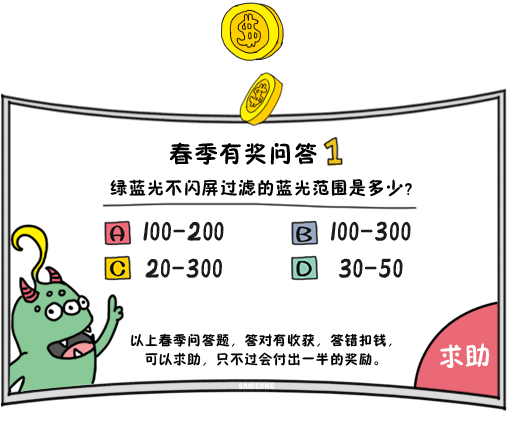 春季有奖问答 1
绿蓝光不闪屏过滤的蓝光范围是多少?
A 100-200
B 100-300
C 20-300
D 30-50
以上春季问答题，答对有收获，答错扣钱，
可以求助，只不过会付出一半的奖励。
求助
SAMSUNG